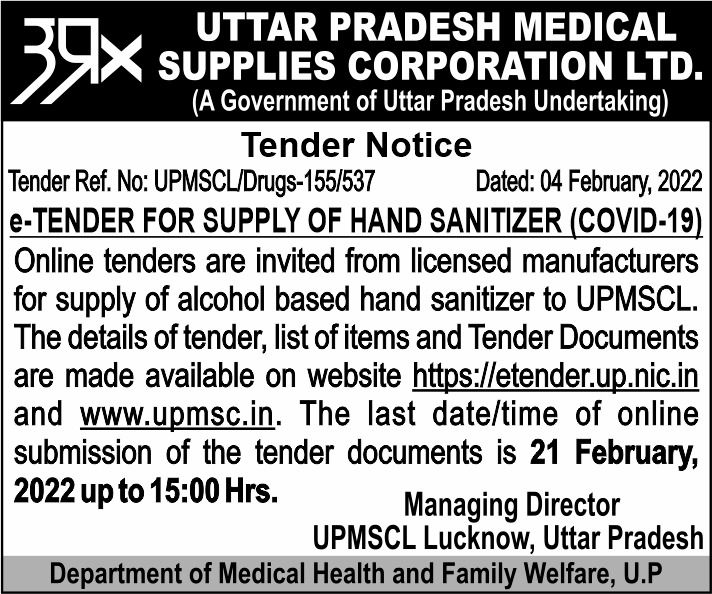 उप्र
UTTAR PRADESH MEDICAL
SUPPLIES CORPORATION LTD.
(A Government of Uttar Pradesh Undertaking)
Tender Notice
Tender Ref. No: UPMSCL/Drugs-155/537 Dated: 04 February, 2022
e-TENDER FOR SUPPLY OF HAND SANITIZER (COVID-19)
Online tenders are invited from licensed manufacturers
for supply of alcohol based hand sanitizer to UPMSCL.
The details of tender, list of items and Tender Documents
are made available on website https://etender.up.nic.in
and www.upmsc.in. The last date/time of online
submission of the tender documents is 21 February,
2022 up to 15:00 Hrs.
Managing Director
UPMSCL Lucknow, Uttar Pradesh
Department of Medical Health and Family Welfare, U.P